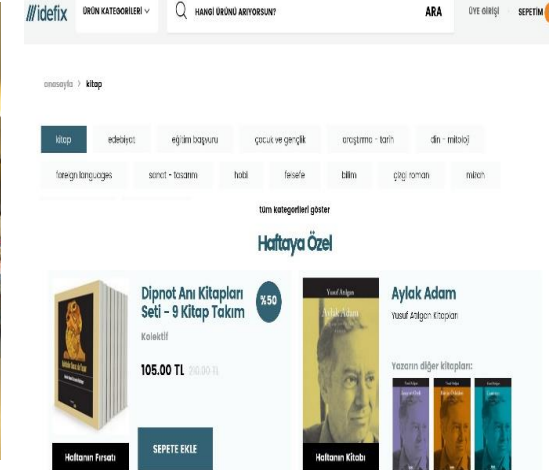 idefix
ÜRÜN KATEGORİLERİ
HANGİ ÜRÜNÜ ARIYORSUN?
ARA
ÜYE GİRİŞİ
SEPETİM
anasayfa > kitap
kitap
edebiyat
eğitim başvuru
çocuk ve gençlik
araştırma - tarih
din - mitoloji
foreign languages
sanat - tasarım
hobi
felsefe
bilim
çizgi roman
mizah
tüm kategorileri göster
Haftaya Özel
Dipnot Anı Kitapları
Seti - 9 Kitap Takım
%50
Kolektif
105.00 TL 210.00 TL
Haftanın Fırsatı
SEPETE EKLE
Yusuf Atılgan
Aylak Adam
Haftanın Kitabı
Aylak Adam
Yusuf Atılgan Kitapları
Yazarın diğer kitapları: